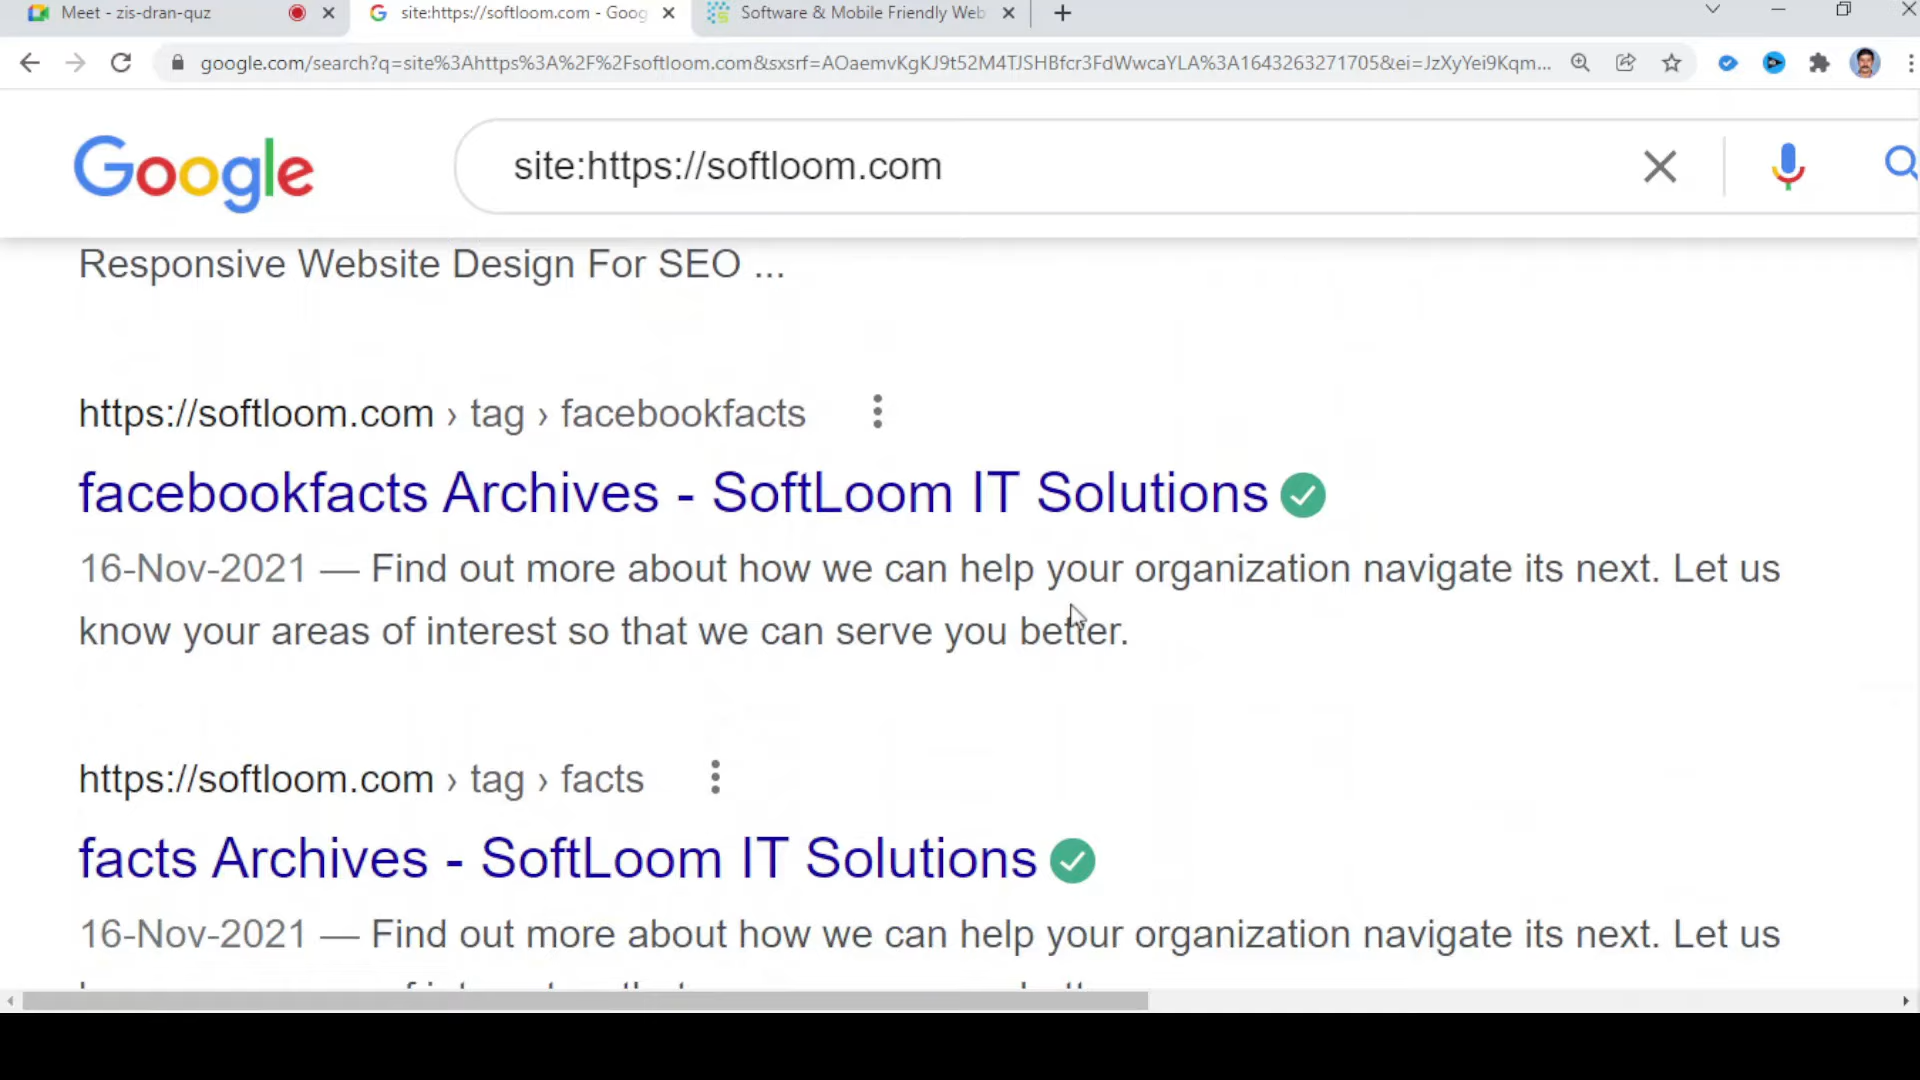 Meet - zis-dran-quz
site:https://softloom.com - Goog
Software & Mobile Friendly Web
google.com/search?q=site%3Ahttps%3A%2F%2Fsoftloom.com&sxsrf=AOaemvKgKJ9t52M4TJSHBfcr3FdWwcaYLA%3A1643263271705&ei=JzXyYei9Kqm...
Google
site:https://softloom.com
Responsive Website Design For SEO ...
https://softloom.com › tag › facebookfacts
facebookfacts Archives - SoftLoom IT Solutions
16-Nov-2021 — Find out more about how we can help your organization navigate its next. Let us
know your areas of interest so that we can serve you better.
https://softloom.com › tag › facts
facts Archives - SoftLoom IT Solutions
16-Nov-2021 — Find out more about how we can help your organization navigate its next. Let us